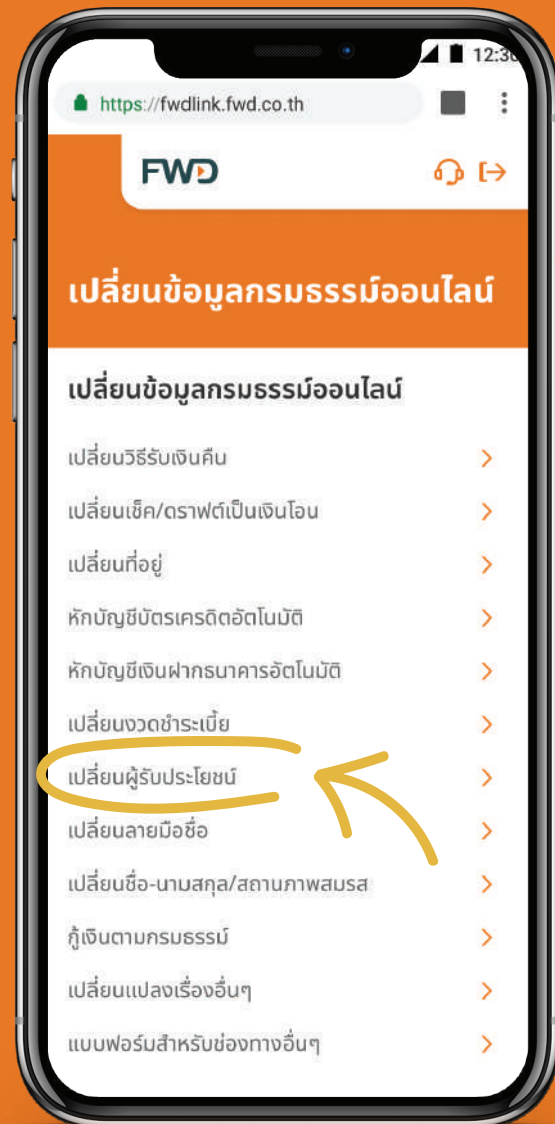 12:30
https://fwdlink.fwd.co.th
FWD
เปลี่ยนข้อมูลกรมธรรม์ออนไลน์
เปลี่ยนข้อมูลกรมธรรม์ออนไลน์
เปลี่ยนวิธีรับเงินคืน
เปลี่ยนเช็ค/ดราฟต์เป็นเงินโอน
เปลี่ยนที่อยู่
หักบัญชีบัตรเครดิตอัตโนมัติ
หักบัญชีเงินฝากธนาคารอัตโนมัติ
เปลี่ยนงวดชำระเบี้ย
เปลี่ยนผู้รับประโยชน์
เปลี่ยนลายมือชื่อ
เปลี่ยนชื่อ-นามสกุล/สถานภาพสมรส
กู้เงินตามกรมธรรม์
เปลี่ยนแปลงเรื่องอื่นๆ
แบบฟอร์มสำหรับช่องทางอื่นๆ